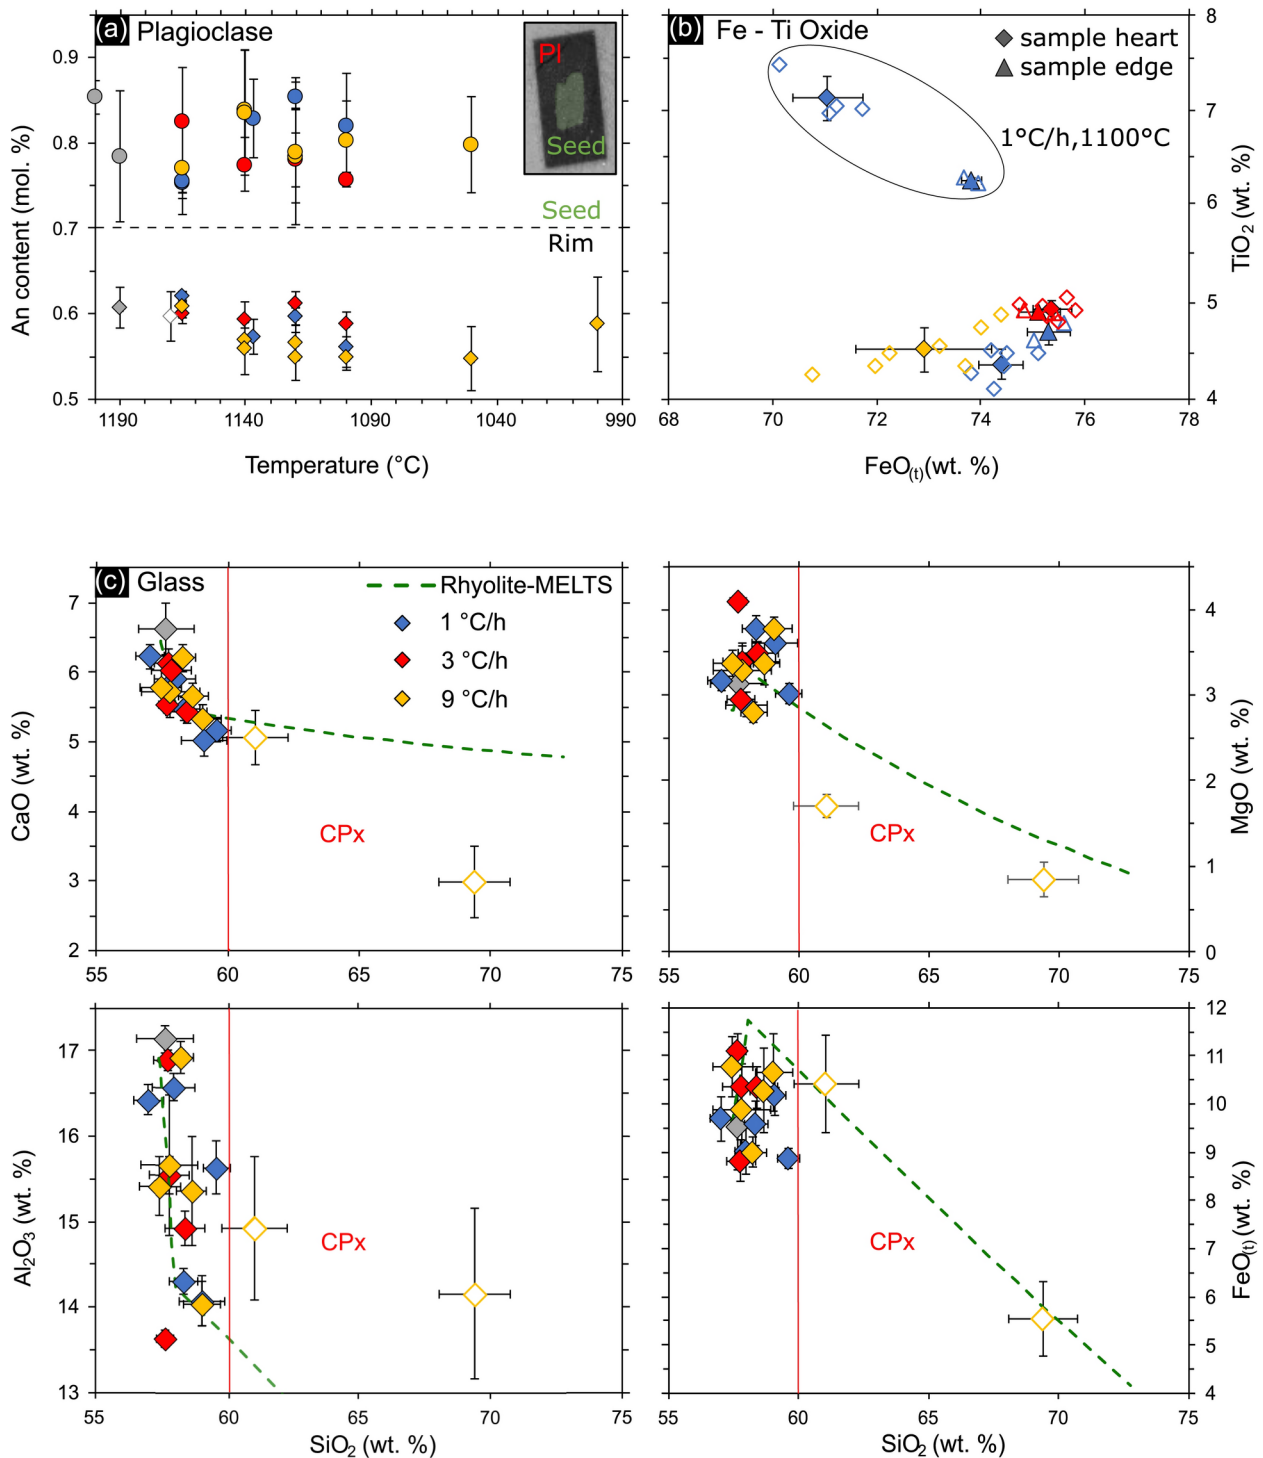 (a) Plagioclase
0.9
0.8
0.7
0.6
0.5
An content (mol. %)
Pl
Seed
Seed
Rim
1190
1140
1090
1040
990
Temperature (°C)
(b) Fe - Ti Oxide
sample heart
sample edge
1°C/h,1100°C
8
7
6
5
4
TiO2 (wt. %)
68
70
72
74
76
78
FeO(t)(wt. %)
(c) Glass
Rhyolite-MELTS
1 °C/h
3 °C/h
9 °C/h
7
6
5
4
3
2
CaO (wt. %)
CPx
55
60
65
70
75
4
3
2
1
0
MgO (wt. %)
CPx
55
60
65
70
75
17
16
15
14
13
Al2O3 (wt. %)
CPx
55
60
65
70
75
SiO2 (wt. %)
12
11
10
9
8
7
6
5
4
FeO(t) (wt. %)
CPx
55
60
65
70
75
SiO2 (wt. %)